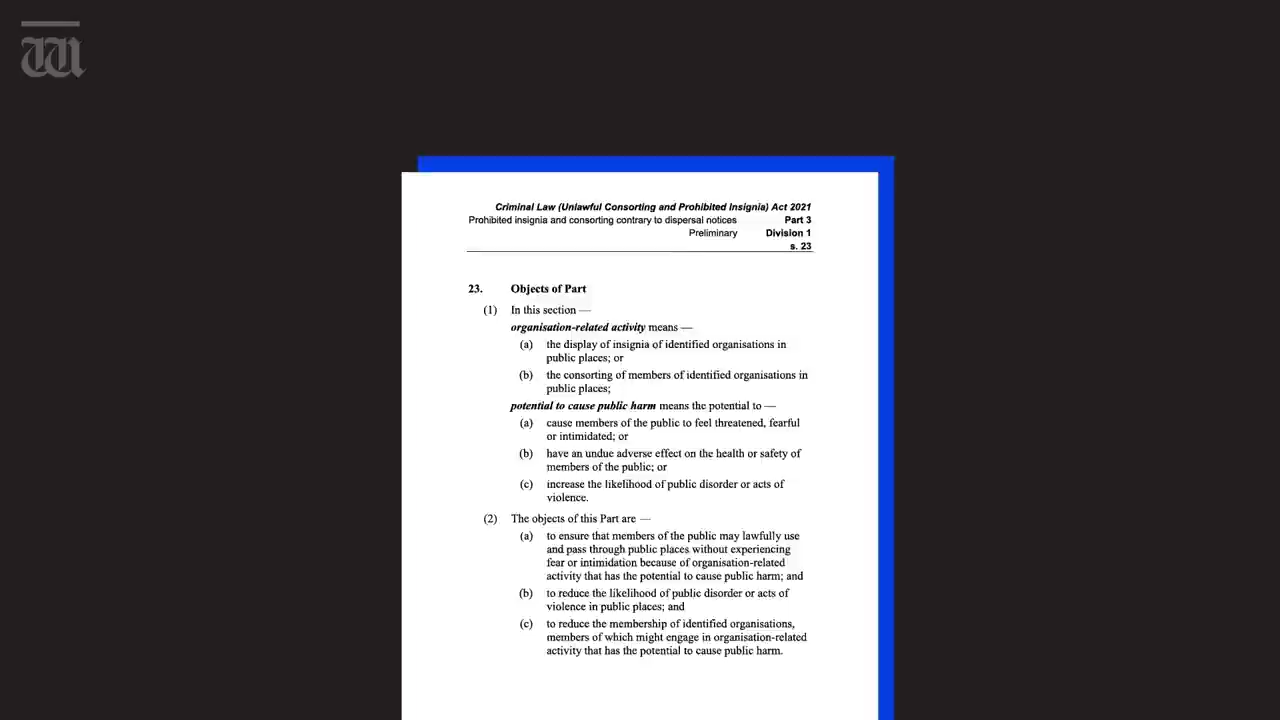 W
Criminal Law (Unlawful Consorting and Prohibited Insignia) Act 2021
Prohibited insignia and consorting contrary to dispersal notices Part 3
Preliminary Division 1
s. 23
23. Objects of Part
(1) In this section —
organisation-related activity means —
(a) the display of insignia of identified organisations in
public places; or
(b) the consorting of members of identified organisations in
public places;
potential to cause public harm means the potential to —
(a) cause members of the public to feel threatened, fearful
or intimidated; or
(b) have an undue adverse effect on the health or safety of
members of the public; or
(c) increase the likelihood of public disorder or acts of
violence.
(2) The objects of this Part are —
(a) to ensure that members of the public may lawfully use
and pass through public places without experiencing
fear or intimidation because of organisation-related
activity that has the potential to cause public harm; and
(b) to reduce the likelihood of public disorder or acts of
violence in public places; and
(c) to reduce the membership of identified organisations,
members of which might engage in organisation-related
activity that has the potential to cause public harm.